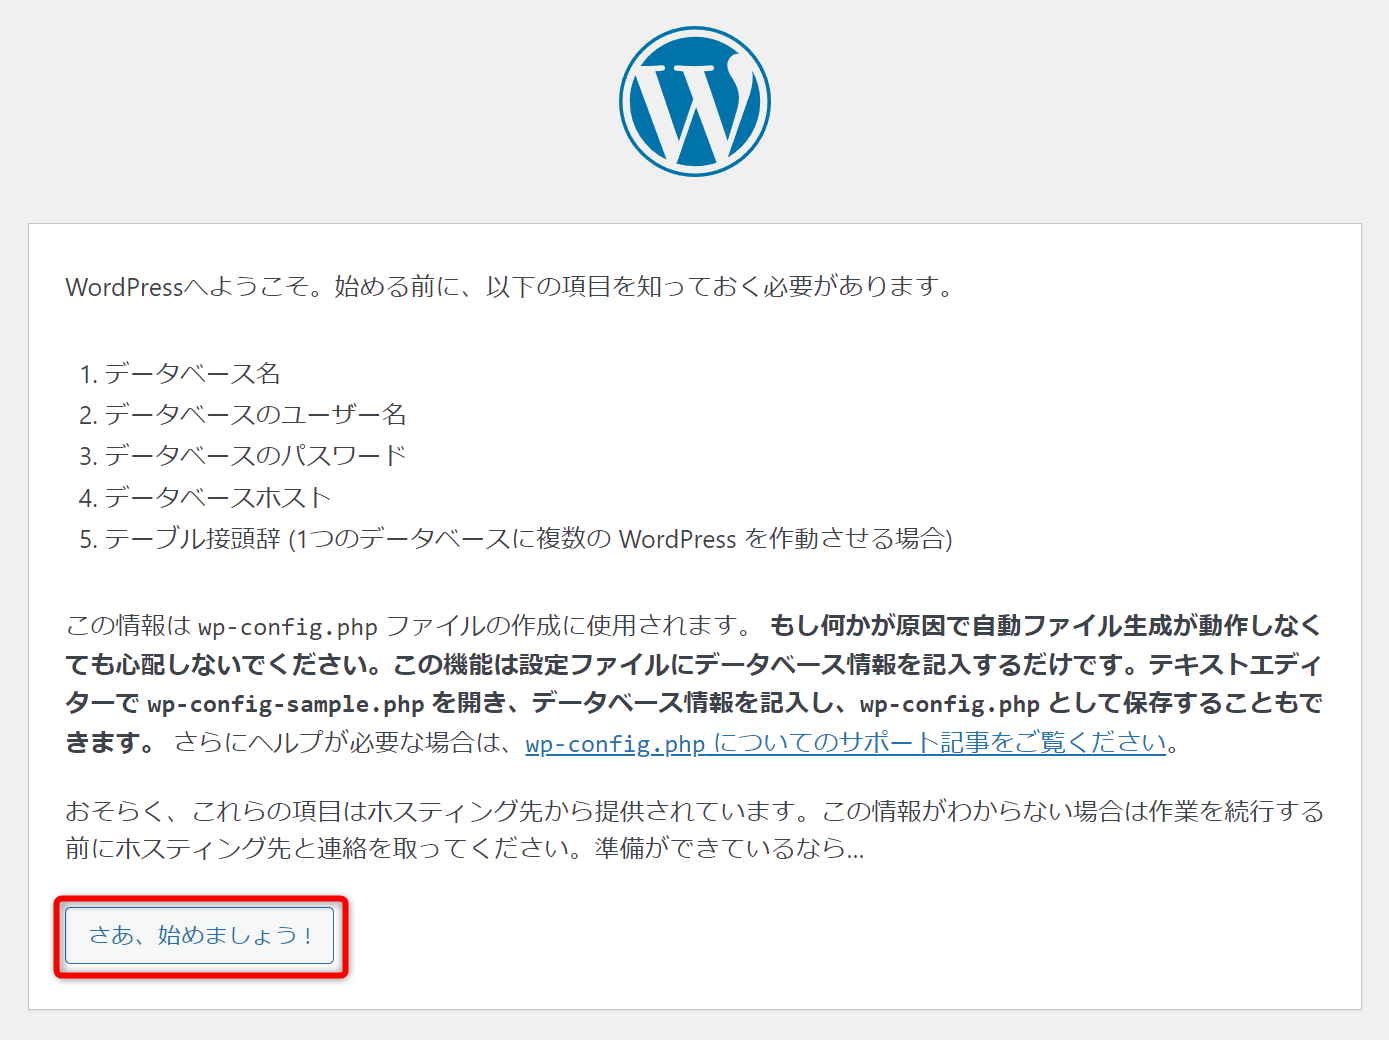 WordPressへようこそ。始める前に、以下の項目を知っておく必要があります。
1. データベース名
2. データベースのユーザー名
3. データベースのパスワード
4. データベースホスト
5. テーブル接頭辞 (1つのデータベースに複数の WordPress を作動させる場合)
この情報は wp-config.php ファイルの作成に使用されます。 もし何かが原因で自動ファイル生成が動作しなく
ても心配しないでください。この機能は設定ファイルにデータベース情報を記入するだけです。テキストエディ
ターで wp-config-sample.php を開き、データベース情報を記入し、wp-config.php として保存することもで
きます。 さらにヘルプが必要な場合は、wp-config.php についてのサポート記事をご覧ください。
おそらく、これらの項目はホスティング先から提供されています。この情報がわからない場合は作業を続行する
前にホスティング先と連絡を取ってください。準備ができているなら…
さあ、始めましょう !